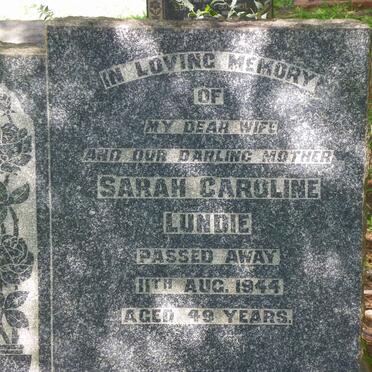 IN LOVING MEMORY
OF
MY DEAR WIFE
AND OUR DARLING MOTHER
SARAH CAROLINE
LUNDIE
PASSED AWAY
11TH AUG. 1944
AGED 49 YEARS.